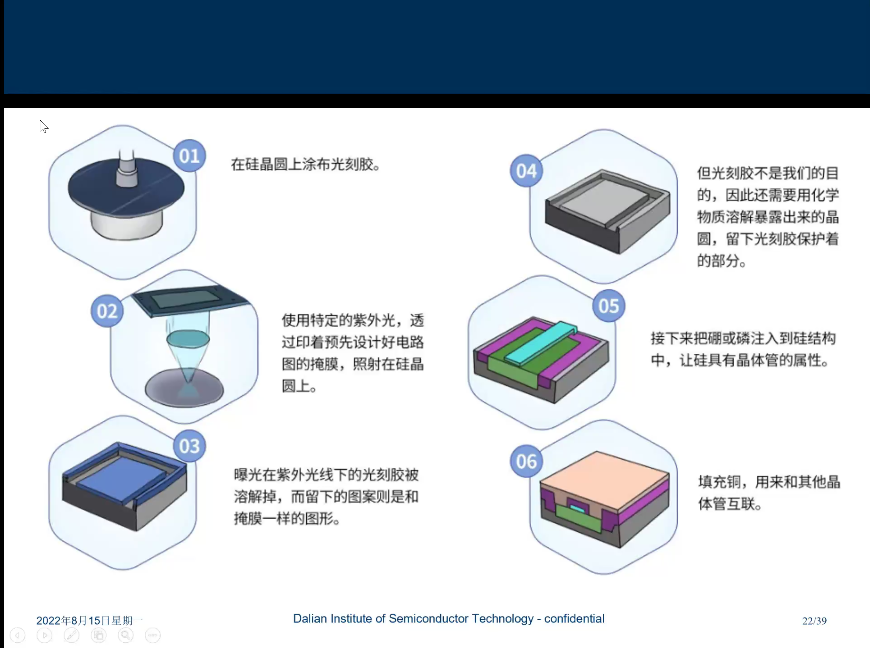 01
在硅晶圆上涂布光刻胶。
02
使用特定的紫外光，透
过印着预先设计好电路
图的掩膜，照射在硅晶
圆上。
03
曝光在紫外光线下的光刻胶被
溶解掉，而留下的图案则是和
掩膜一样的图形。
04
但光刻胶不是我们的目
的，因此还需要用化学
物质溶解暴露出来的晶
圆，留下光刻胶保护着
的部分。
05
接下来把硼或磷注入到硅结构
中，让硅具有晶体管的属性。
06
填充铜，用来和其他晶
体管互联。
2022年8月15日星期
Dalian Institute of Semiconductor Technology - confidential
22/39